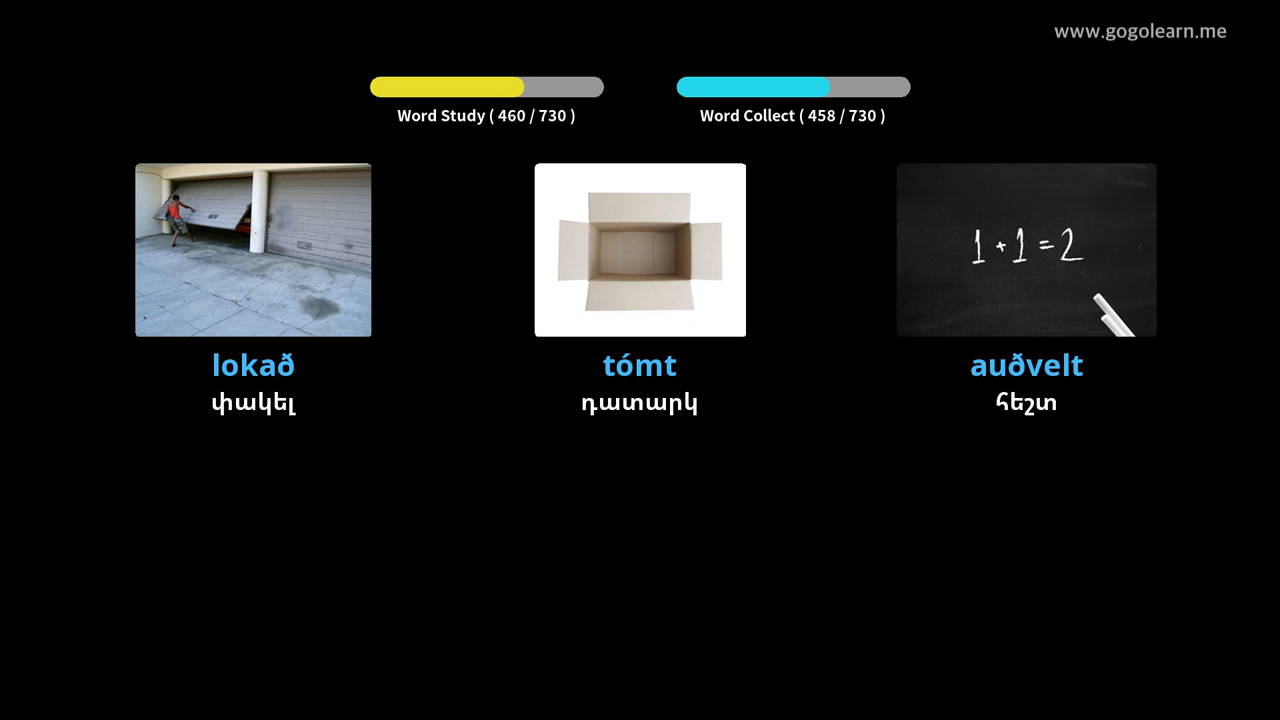 www.gogolearn.me
Word Study ( 460 / 730 )
Word Collect ( 458 / 730 )
1 + 1 = 2
lokað
tómt
auðvelt
փակել
դատարկ
հեշտ